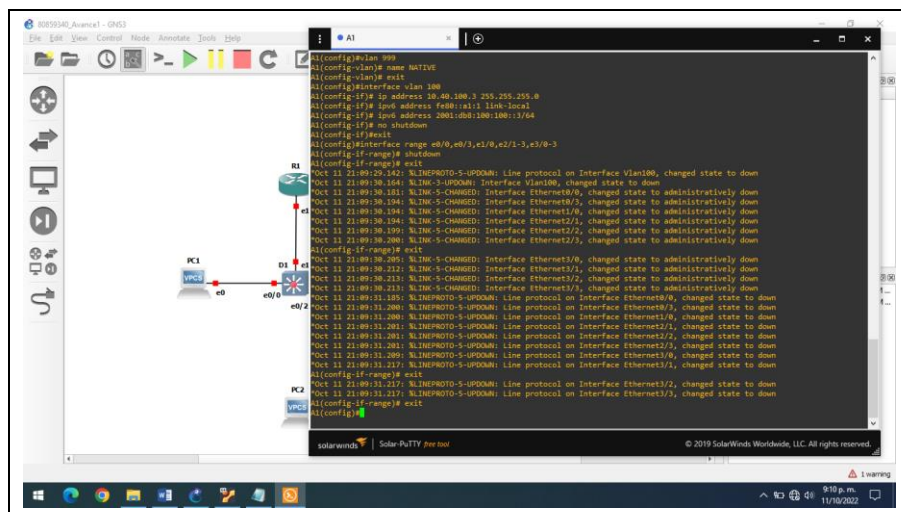 80859340_Avance1 - GNS3
File Edit View Control Node Annotate Tools Help
A1
A1(config)#vlan 999
A1(config-vlan)# name NATIVE
A1(config-vlan)# exit
A1(config)#interface vlan 100
A1(config-if)# ip address 10.40.100.3 255.255.255.0
A1(config-if)# ipv6 address fe80::a1:1 link-local
A1(config-if)# ipv6 address 2001:db8:100:100::3/64
A1(config-if)# no shutdown
A1(config-if)#exit
A1(config)#interface range e0/0,e0/3,e1/0,e2/1-3,e3/0-3
A1(config-if-range)# shutdown
A1(config-if-range)# exit
*Oct 11 21:09:29.142: %LINEPROTO-5-UPDOWN: Line protocol on Interface Vlan100, changed state to down
*Oct 11 21:09:30.164: %LINK-3-UPDOWN: Interface Vlan100, changed state to down
*Oct 11 21:09:30.181: %LINK-5-CHANGED: Interface Ethernet0/0, changed state to administratively down
*Oct 11 21:09:30.194: %LINK-5-CHANGED: Interface Ethernet0/3, changed state to administratively down
*Oct 11 21:09:30.194: %LINK-5-CHANGED: Interface Ethernet1/0, changed state to administratively down
*Oct 11 21:09:30.194: %LINK-5-CHANGED: Interface Ethernet2/1, changed state to administratively down
*Oct 11 21:09:30.199: %LINK-5-CHANGED: Interface Ethernet2/2, changed state to administratively down
*Oct 11 21:09:30.200: %LINK-5-CHANGED: Interface Ethernet2/3, changed state to administratively down
A1(config-if-range)# exit
*Oct 11 21:09:30.205: %LINK-5-CHANGED: Interface Ethernet3/0, changed state to administratively down
*Oct 11 21:09:30.212: %LINK-5-CHANGED: Interface Ethernet3/1, changed state to administratively down
*Oct 11 21:09:30.213: %LINK-5-CHANGED: Interface Ethernet3/2, changed state to administratively down
*Oct 11 21:09:30.213: %LINK-5-CHANGED: Interface Ethernet3/3, changed state to administratively down
*Oct 11 21:09:31.185: %LINEPROTO-5-UPDOWN: Line protocol on Interface Ethernet0/0, changed state to down
*Oct 11 21:09:31.200: %LINEPROTO-5-UPDOWN: Line protocol on Interface Ethernet0/3, changed state to down
*Oct 11 21:09:31.200: %LINEPROTO-5-UPDOWN: Line protocol on Interface Ethernet1/0, changed state to down
*Oct 11 21:09:31.201: %LINEPROTO-5-UPDOWN: Line protocol on Interface Ethernet2/1, changed state to down
*Oct 11 21:09:31.201: %LINEPROTO-5-UPDOWN: Line protocol on Interface Ethernet2/2, changed state to down
*Oct 11 21:09:31.201: %LINEPROTO-5-UPDOWN: Line protocol on Interface Ethernet2/3, changed state to down
*Oct 11 21:09:31.209: %LINEPROTO-5-UPDOWN: Line protocol on Interface Ethernet3/0, changed state to down
*Oct 11 21:09:31.217: %LINEPROTO-5-UPDOWN: Line protocol on Interface Ethernet3/1, changed state to down
A1(config-if-range)# exit
*Oct 11 21:09:31.217: %LINEPROTO-5-UPDOWN: Line protocol on Interface Ethernet3/2, changed state to down
*Oct 11 21:09:31.217: %LINEPROTO-5-UPDOWN: Line protocol on Interface Ethernet3/3, changed state to down
A1(config-if-range)# exit
A1(config)#
R1
e1
PC1
VPCS
e0
D1
e1
e0/0
e0/2
PC2
VPCS
solarwinds Solar-PuTTY free tool
© 2019 SolarWinds Worldwide, LLC. All rights reserved.
1 warning
9:10 p. m.
11/10/2022